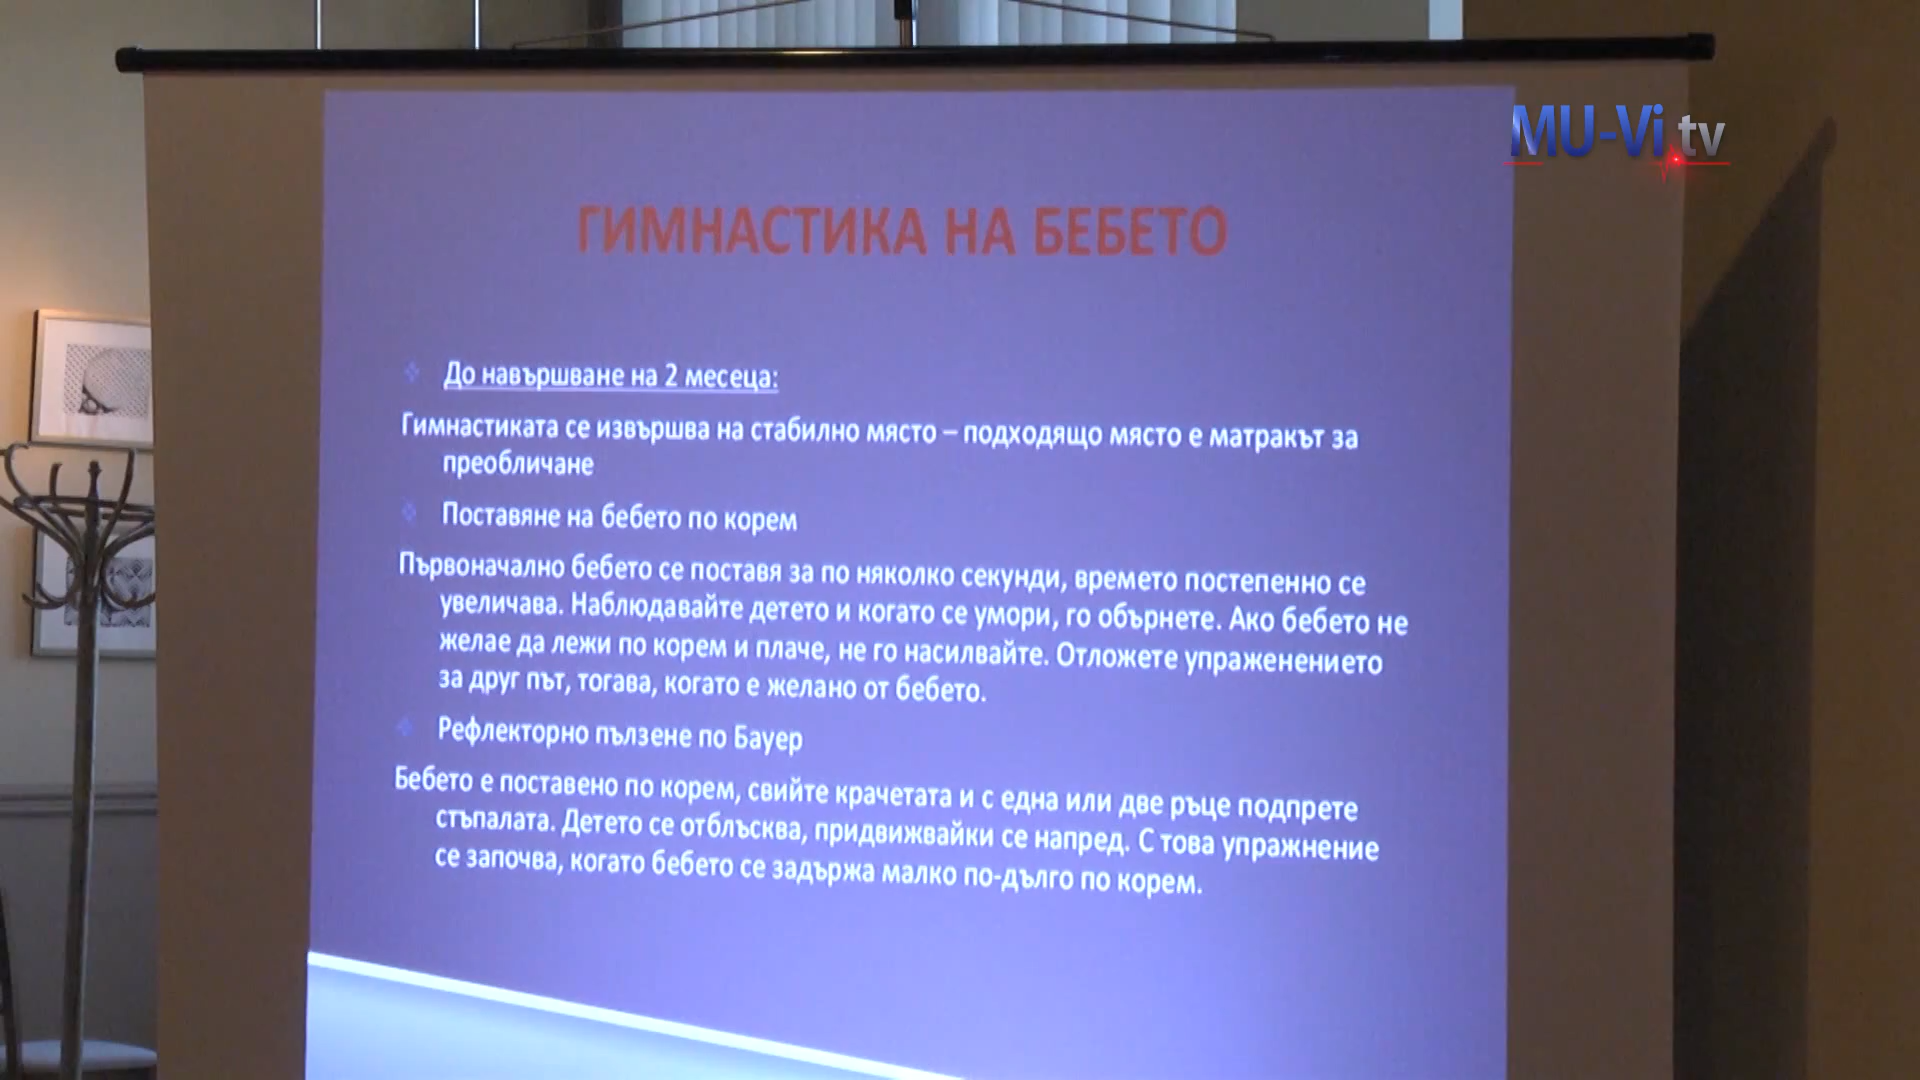 MU-Vi.tv
ГИМНАСТИКА НА БЕБЕТО
До навършване на 2 месеца:
Гимнастиката се извършва на стабилно място – подходящо място е матракът за
преобличане
Поставяне на бебето по корем
Първоначално бебето се поставя за по няколко секунди, времето постепенно се
увеличава. Наблюдавайте детето и когато се умори, го обърнете. Ако бебето не
желае да лежи по корем и плаче, не го насилвайте. Отложете упраженението
за друг път, тогава, когато е желано от бебето.
Рефлекторно пълзене по Бауер
Бебето е поставено по корем, свийте крачетата и с една или две ръце подпрете
стъпалата. Детето се отблъсква, придвижвайки се напред. С това упражнение
се започва, когато бебето се задържа малко по-дълго по корем.